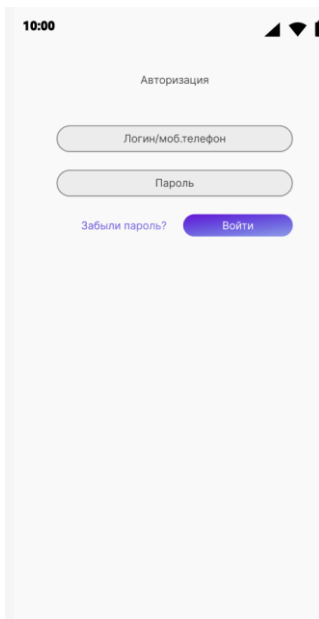 10:00
Авторизация
Логин/моб.телефон
Пароль
Забыли пароль? Войти